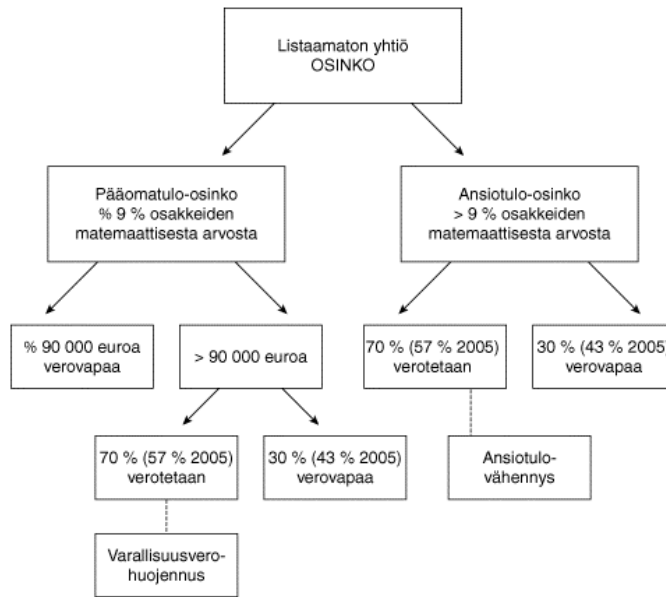 Listaamaton yhtiö
OSINKO
Pääomatulo-osinko
% 9 % osakkeiden
matemaattisesta arvosta
Ansiotulo-osinko
> 9 % osakkeiden
matemaattisesta arvosta
% 90 000 euroa
verovapaa
> 90 000 euroa
70 % (57 % 2005)
verotetaan
30 % (43 % 2005)
verovapaa
70 % (57 % 2005)
verotetaan
30 % (43 % 2005)
verovapaa
Ansiotulo-
vähennys
Varallisuusvero-
huojennus